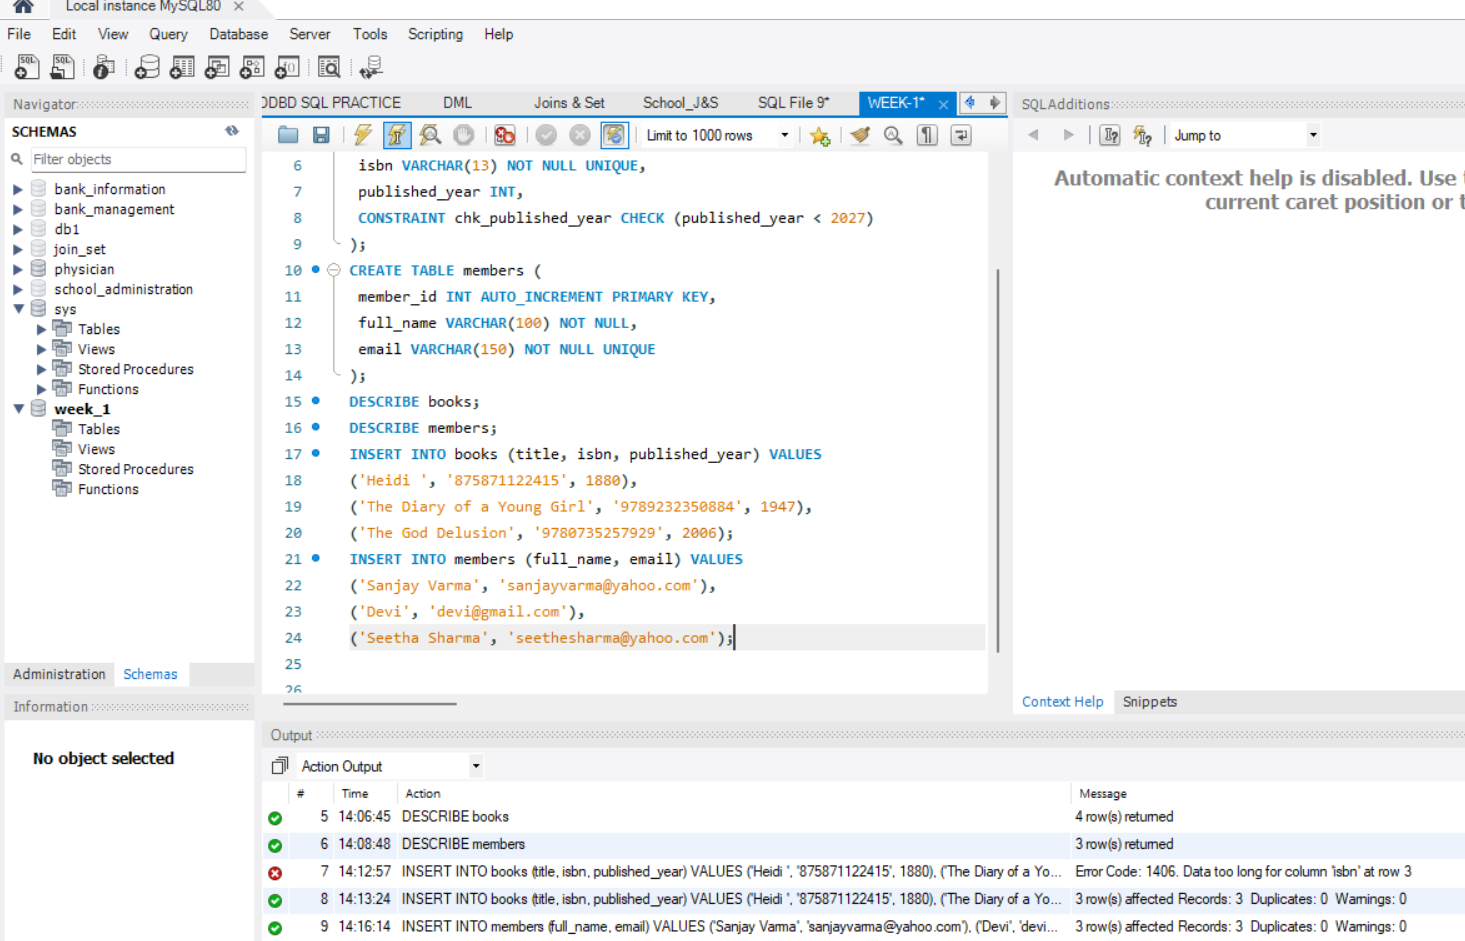 Local instance MySQL80 ×
File Edit View Query Database Server Tools Scripting Help
Navigator
SCHEMAS
Filter objects
bank_information
bank_management
db1
join_set
physician
school_administration
sys
Tables
Views
Stored Procedures
Functions
week_1
Tables
Views
Stored Procedures
Functions
Administration Schemas
Information
No object selected
DDBD SQL PRACTICE DML Joins & Set School_J&S SQL File 9* WEEK-1* ×
Limit to 1000 rows
6 isbn VARCHAR(13) NOT NULL UNIQUE,
7 published_year INT,
8 CONSTRAINT chk_published_year CHECK (published_year < 2027)
9 );
10 CREATE TABLE members (
11 member_id INT AUTO_INCREMENT PRIMARY KEY,
12 full_name VARCHAR(100) NOT NULL,
13 email VARCHAR(150) NOT NULL UNIQUE
14 );
15 DESCRIBE books;
16 DESCRIBE members;
17 INSERT INTO books (title, isbn, published_year) VALUES
18 ('Heidi ', '875871122415', 1880),
19 ('The Diary of a Young Girl', '9789232350884', 1947),
20 ('The God Delusion', '9780735257929', 2006);
21 INSERT INTO members (full_name, email) VALUES
22 ('Sanjay Varma', 'sanjayvarma@yahoo.com'),
23 ('Devi', 'devi@gmail.com'),
24 ('Seetha Sharma', 'seethesharma@yahoo.com');
25
26
SQLAdditions
Jump to
Automatic context help is disabled. Use
current caret position or
Context Help Snippets
Output
Action Output
# Time Action Message
5 14:06:45 DESCRIBE books 4 row(s) returned
6 14:08:48 DESCRIBE members 3 row(s) returned
7 14:12:57 INSERT INTO books (title, isbn, published_year) VALUES ('Heidi ', '875871122415', 1880), ('The Diary of a Yo... Error Code: 1406. Data too long for column 'isbn' at row 3
8 14:13:24 INSERT INTO books (title, isbn, published_year) VALUES ('Heidi ', '875871122415', 1880), ('The Diary of a Yo... 3 row(s) affected Records: 3 Duplicates: 0 Warnings: 0
9 14:16:14 INSERT INTO members (full_name, email) VALUES ('Sanjay Varma', 'sanjayvarma@yahoo.com'), ('Devi', 'devi... 3 row(s) affected Records: 3 Duplicates: 0 Warnings: 0